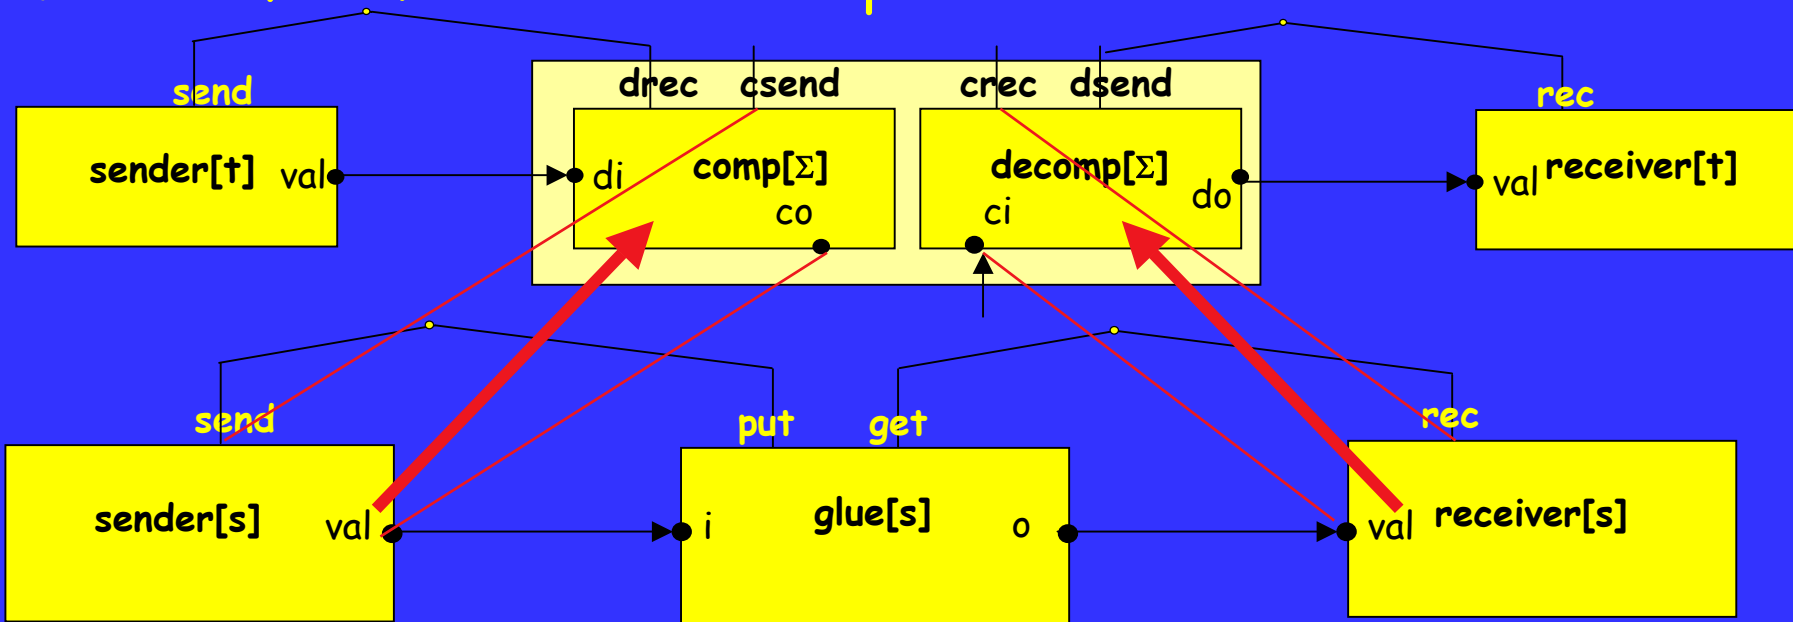 drec csend crec dsend
send rec
sender[t] val di comp[Σ] decomp[Σ] do val receiver[t]
co ci
send put get rec
sender[s] val i glue[s] o val receiver[s]